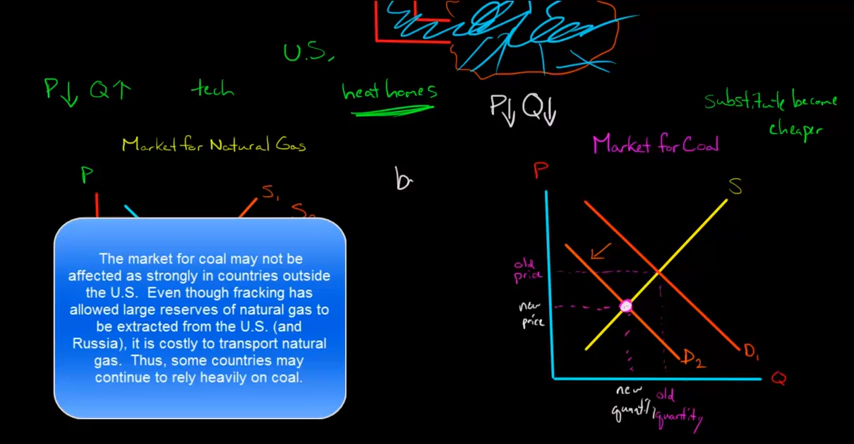 U.S.
P↓ Q↑ tech heat homes
P↓ Q↓
Substitute become
cheaper
Market for Natural Gas
Market for Coal
P
S₁
b
P
S
The market for coal may not be
affected as strongly in countries outside
the U.S. Even though fracking has
allowed large reserves of natural gas to
be extracted from the U.S. (and
Russia), it is costly to transport natural
gas. Thus, some countries may
continue to rely heavily on coal.
old
price
new
price
D₂
D₁
Q
new
quantity
old
quantity